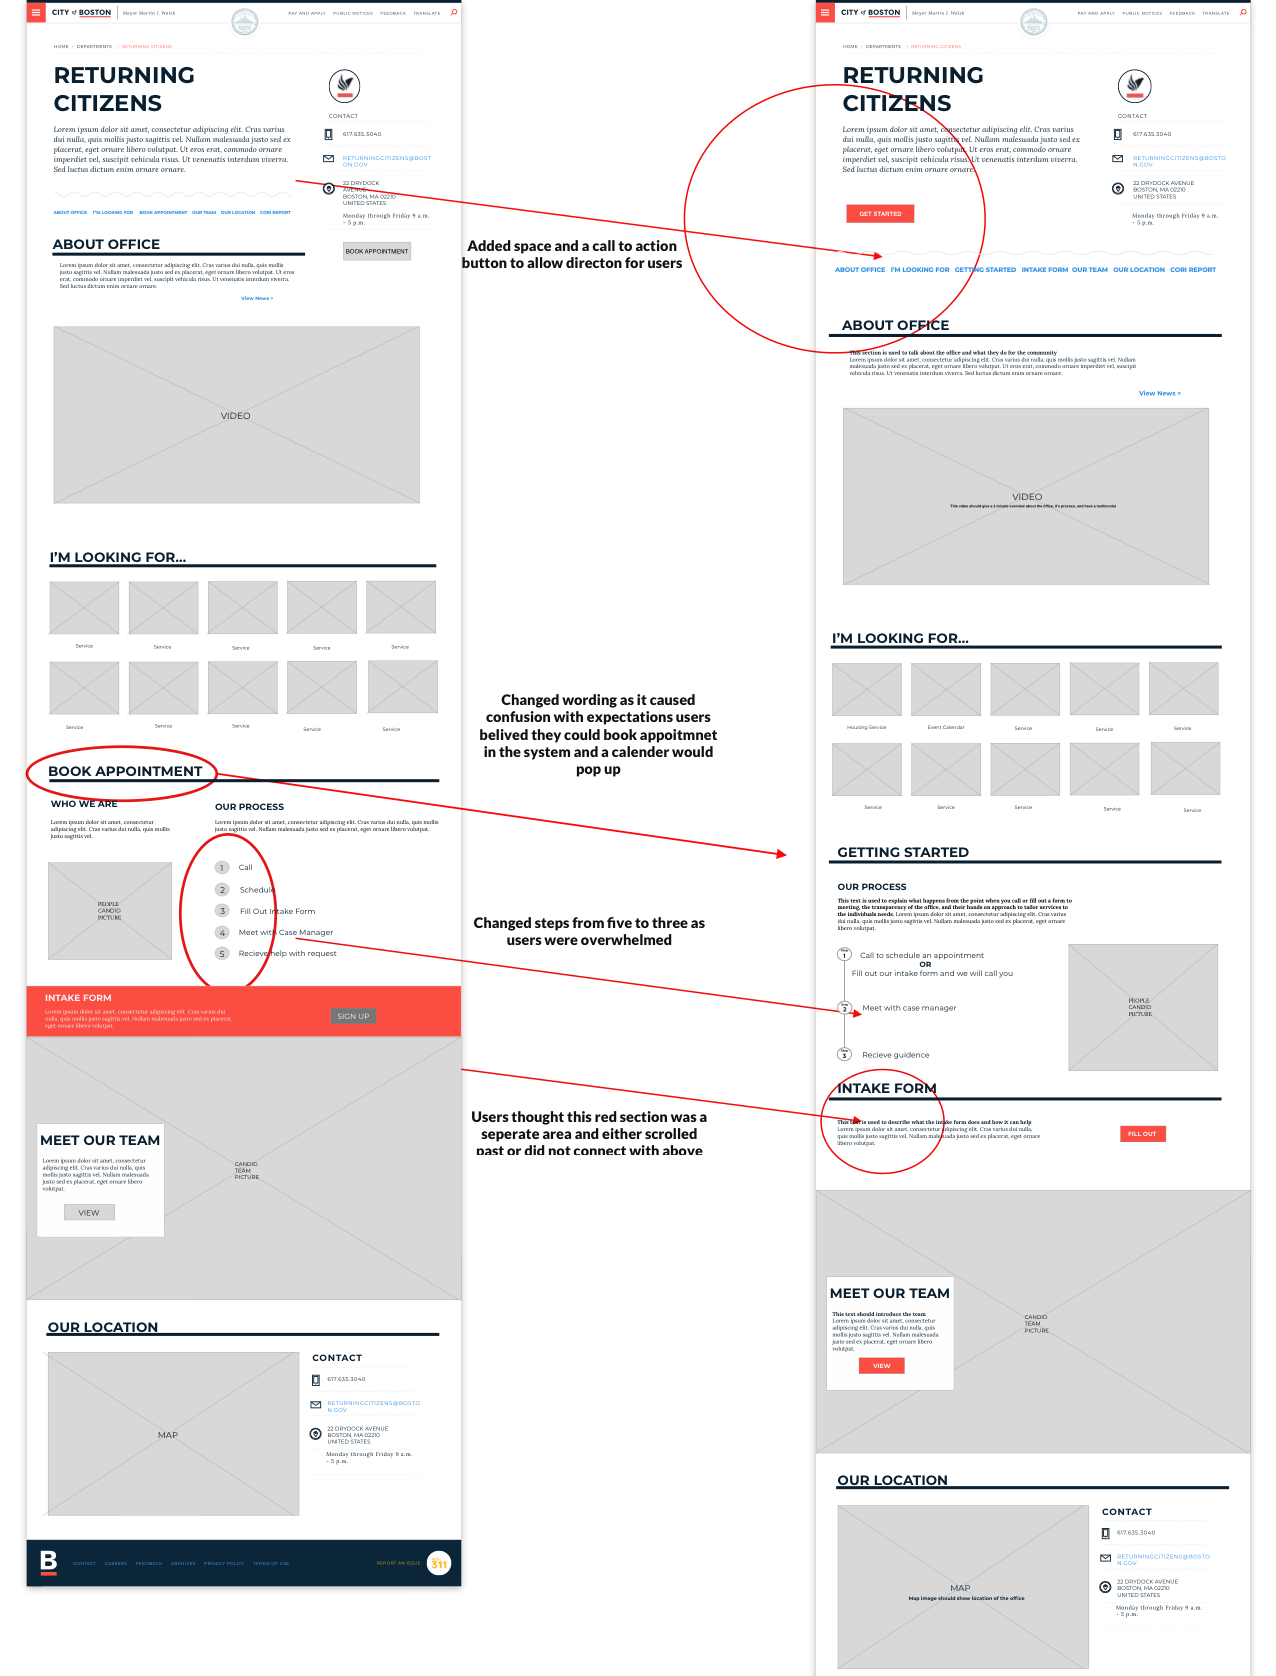 CITY of BOSTON
Mayor Martin J. Walsh
PAY AND APPLY PUBLIC NOTICES FEEDBACK TRANSLATE
HOME DEPARTMENTS RETURNING CITIZENS
RETURNING
CITIZENS
Lorem ipsum dolor sit amet, consectetur adipiscing elit. Cras varius
dui nulla, quis mollis justo sagittis vel. Nullam malesuada justo sed ex
placerat, eget ornare libero volutpat. Ut eros erat, commodo ornare
imperdiet vel, suscipit vehicula risus. Ut venenatis interdum viverra.
Sed luctus dictum enim ornare ornare.
CONTACT
617.635.3040
RETURNINGCITIZENS@BOST
ON.GOV
22 DRYDOCK
AVENUE
BOSTON, MA 02210
UNITED STATES
Monday through Friday 9 a.m.
- 5 p.m.
ABOUT OFFICE I'M LOOKING FOR BOOK APPOINTMENT OUR TEAM OUR LOCATION CORI REPORT
ABOUT OFFICE
BOOK APPOINTMENT
Lorem ipsum dolor sit amet, consectetur adipiscing elit. Cras varius dui nulla, quis mollis
justo sagittis vel. Nullam malesuada justo sed ex placerat, eget ornare libero volutpat. Ut eros
erat, commodo ornare imperdiet vel, suscipit vehicula risus. Ut venenatis interdum viverra.
Sed luctus dictum enim ornare ornare.
View News >
VIDEO
I'M LOOKING FOR...
Service Service Service Service Service
Service Service Service Service Service
BOOK APPOINTMENT
WHO WE ARE
Lorem ipsum dolor sit amet, consectetur
adipiscing elit. Cras varius dui nulla, quis mollis
justo sagittis vel.
PEOPLE
CANDID
PICTURE
OUR PROCESS
Lorem ipsum dolor sit amet, consectetur adipiscing elit. Cras varius dui nulla, quis mollis
justo sagittis vel. Nullam malesuada justo sed ex placerat, eget ornare libero volutpat.
1 Call
2 Schedule
3 Fill Out Intake Form
4 Meet with Case Manager
5 Recieve help with request
INTAKE FORM
Lorem ipsum dolor sit amet, consectetur adipiscing elit. Cras varius dui
nulla, quis mollis justo sagittis vel. Nullam malesuada justo sed ex placerat,
eget ornare libero volutpat.
SIGN UP
MEET OUR TEAM
Lorem ipsum dolor sit amet, consectetur
adipiscing elit. Cras varius dui nulla, quis
mollis justo sagittis vel. Nullam malesuada
justo sed ex placerat, eget ornare libero
volutpat.
VIEW
CANDID
TEAM
PICTURE
OUR LOCATION
MAP
CONTACT
617.635.3040
RETURNINGCITIZENS@BOSTO
N.GOV
22 DRYDOCK AVENUE
BOSTON, MA 02210
UNITED STATES
Monday through Friday 9 a.m.
- 5 p.m.
B
CONTACT CAREERS FEEDBACK ARCHIVES PRIVACY POLICY TERMS OF USE
REPORT AN ISSUE
311
Added space and a call to action
button to allow directon for users
Changed wording as it caused
confusion with expectations users
belived they could book appoitmnet
in the system and a calender would
pop up
Changed steps from five to three as
users were overwhelmed
Users thought this red section was a
seperate area and either scrolled
past or did not connect with above
CITY of BOSTON
Mayor Martin J. Walsh
PAY AND APPLY PUBLIC NOTICES FEEDBACK TRANSLATE
HOME DEPARTMENTS RETURNING CITIZENS
RETURNING
CITIZENS
Lorem ipsum dolor sit amet, consectetur adipiscing elit. Cras varius
dui nulla, quis mollis justo sagittis vel. Nullam malesuada justo sed ex
placerat, eget ornare libero volutpat. Ut eros erat, commodo ornare
imperdiet vel, suscipit vehicula risus. Ut venenatis interdum viverra.
Sed luctus dictum enim ornare ornare.
GET STARTED
CONTACT
617.635.3040
RETURNINGCITIZENS@BOSTO
N.GOV
22 DRYDOCK AVENUE
BOSTON, MA 02210
UNITED STATES
Monday through Friday 9 a.m.
- 5 p.m.
ABOUT OFFICE I'M LOOKING FOR GETTING STARTED INTAKE FORM OUR TEAM OUR LOCATION CORI REPORT
ABOUT OFFICE
This section is used to talk about the office and what they do for the community
Lorem ipsum dolor sit amet, consectetur adipiscing elit. Cras varius dui nulla, quis mollis justo sagittis vel. Nullam
malesuada justo sed ex placerat, eget ornare libero volutpat. Ut eros erat, commodo ornare imperdiet vel, suscipit
vehicula risus. Ut venenatis interdum viverra. Sed luctus dictum enim ornare ornare.
View News >
VIDEO
This video should give a 2 minute overview about the office, it's process, and have a testimonial
I'M LOOKING FOR...
Housing Service Event Calendar Service Service Service
Service Service Service Service Service
GETTING STARTED
OUR PROCESS
This text is used to explain what happens from the point when you call or fill out a form to
meeting, the transparency of the office, and their hands on approach to tailor services to
the individuals needs. Lorem ipsum dolor sit amet, consectetur adipiscing elit. Cras varius
dui nulla, quis mollis justo sagittis vel. Nullam malesuada justo sed ex placerat, eget ornare
libero volutpat.
Step 1 Call to schedule an appointment
OR
Fill out our intake form and we will call you
Step 2 Meet with case manager
Step 3 Recieve guidence
PEOPLE
CANDID
PICTURE
INTAKE FORM
This text is used to describe what the intake form does and how it can help
Lorem ipsum dolor sit amet, consectetur adipiscing elit. Cras varius dui nulla,
quis mollis justo sagittis vel. Nullam malesuada justo sed ex placerat, eget ornare
libero volutpat.
FILL OUT
MEET OUR TEAM
This text should introduce the team
Lorem ipsum dolor sit amet, consectetur
adipiscing elit. Cras varius dui nulla, quis
mollis justo sagittis vel. Nullam malesuada
justo sed ex placerat, eget ornare libero
volutpat.
VIEW
CANDID
TEAM
PICTURE
OUR LOCATION
MAP
Map image should show location of the office
CONTACT
617.635.3040
RETURNINGCITIZENS@BOSTO
N.GOV
22 DRYDOCK AVENUE
BOSTON, MA 02210
UNITED STATES
Monday through Friday 9 a.m.
- 5 p.m.